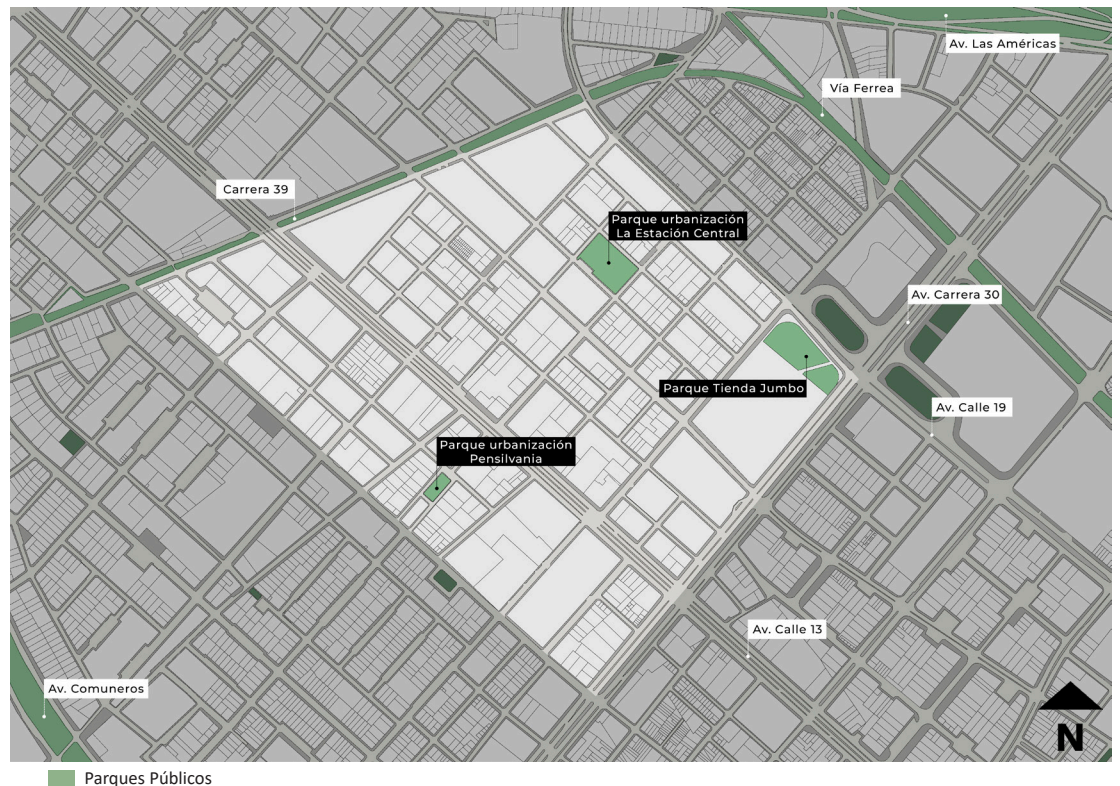 Av. Las Américas
Vía Ferrea
Carrera 39
Parque urbanización
La Estación Central
Av. Carrera 30
Parque Tienda Jumbo
Av. Calle 19
Parque urbanización
Pensilvania
Av. Calle 13
Av. Comuneros
N
Parques Públicos